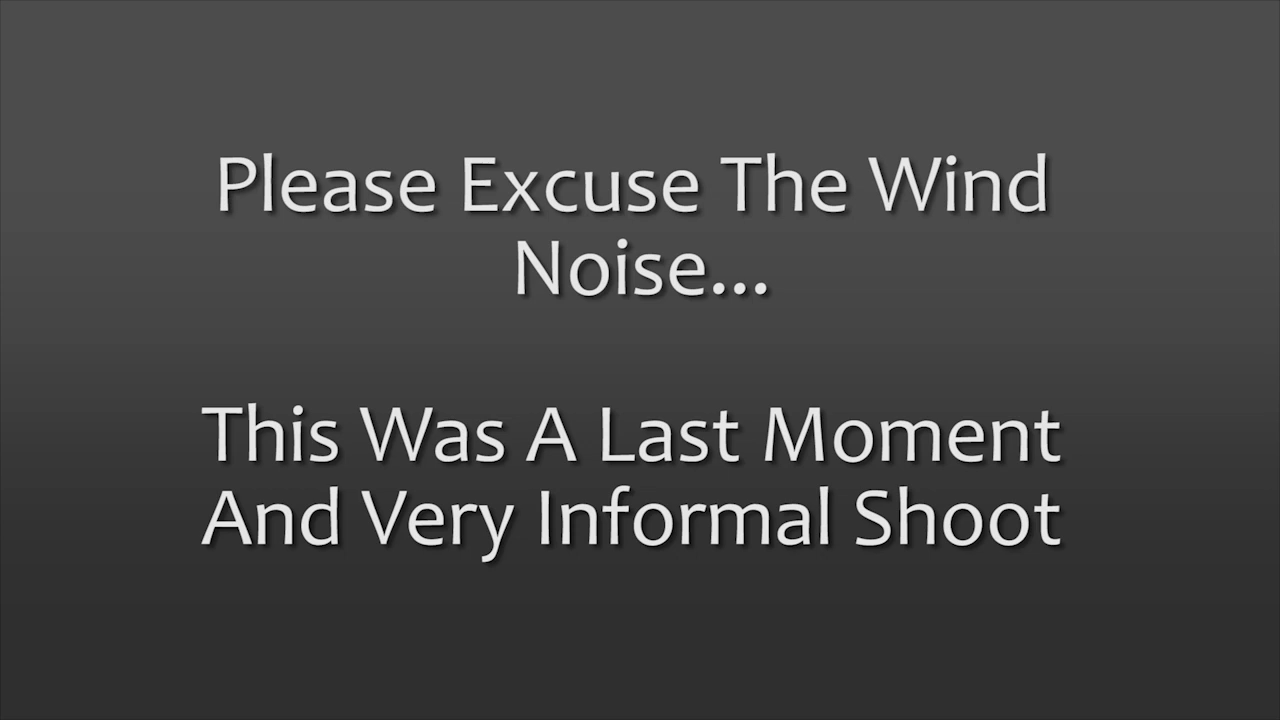 Please Excuse The Wind
Noise...
This Was A Last Moment
And Very Informal Shoot